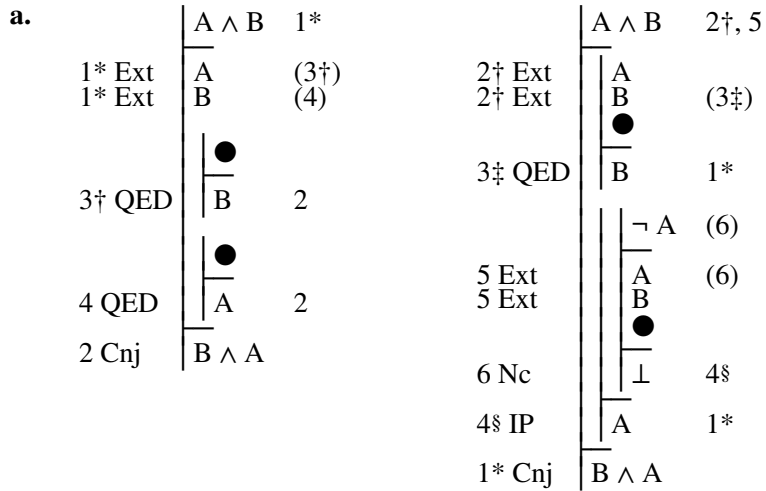 a.
A ∧ B 1*
1* Ext A (3†)
1* Ext B (4)
●
3† QED B 2
●
4 QED A 2
2 Cnj B ∧ A
A ∧ B 2†, 5
2† Ext A
2† Ext B (3‡)
●
3‡ QED B 1*
¬ A (6)
5 Ext A (6)
5 Ext B
●
6 Nc ⊥ 4§
4§ IP A 1*
1* Cnj B ∧ A